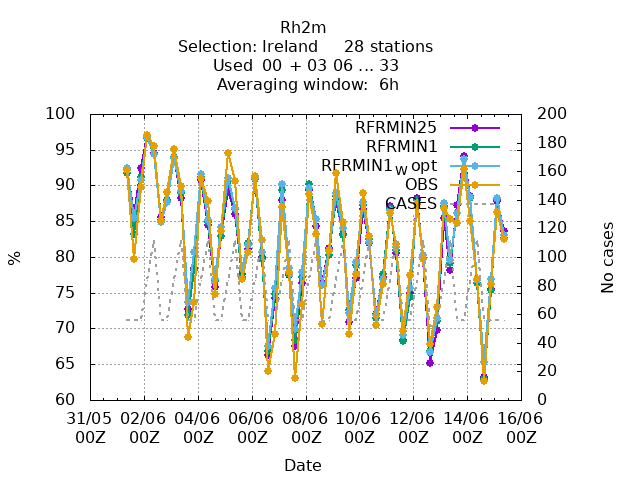 Rh2m
Selection: Ireland 28 stations
Used 00 + 03 06 ... 33
Averaging window: 6h
100
95
90
85
80
75
70
65
60
%
200
180
160
140
120
100
80
60
40
20
0
No cases
RFRMIN25
RFRMIN1
RFRMIN1w opt
OBS
CASES
31/05 02/06 04/06 06/06 08/06 10/06 12/06 14/06 16/06
00Z 00Z 00Z 00Z 00Z 00Z 00Z 00Z 00Z
Date